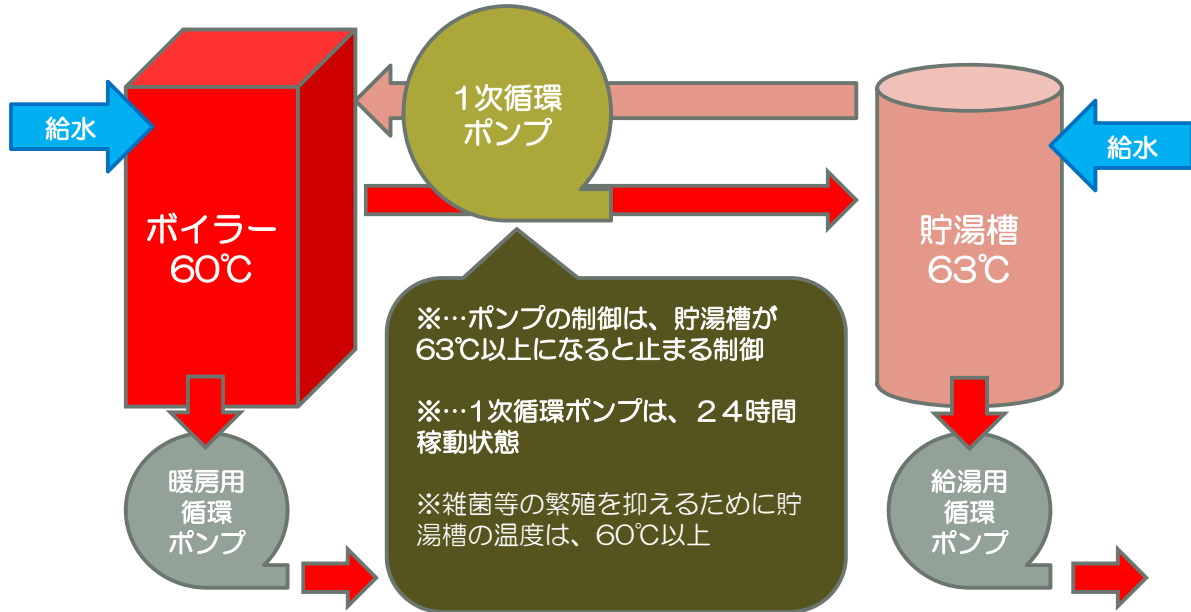 給水
1次循環
ポンプ
給水
ボイラー
60℃
貯湯槽
63℃
※…ポンプの制御は、貯湯槽が
63℃以上になると止まる制御
※…1次循環ポンプは、２４時間
稼動状態
※雑菌等の繁殖を抑えるために貯
湯槽の温度は、60℃以上
暖房用
循環
ポンプ
給湯用
循環
ポンプ